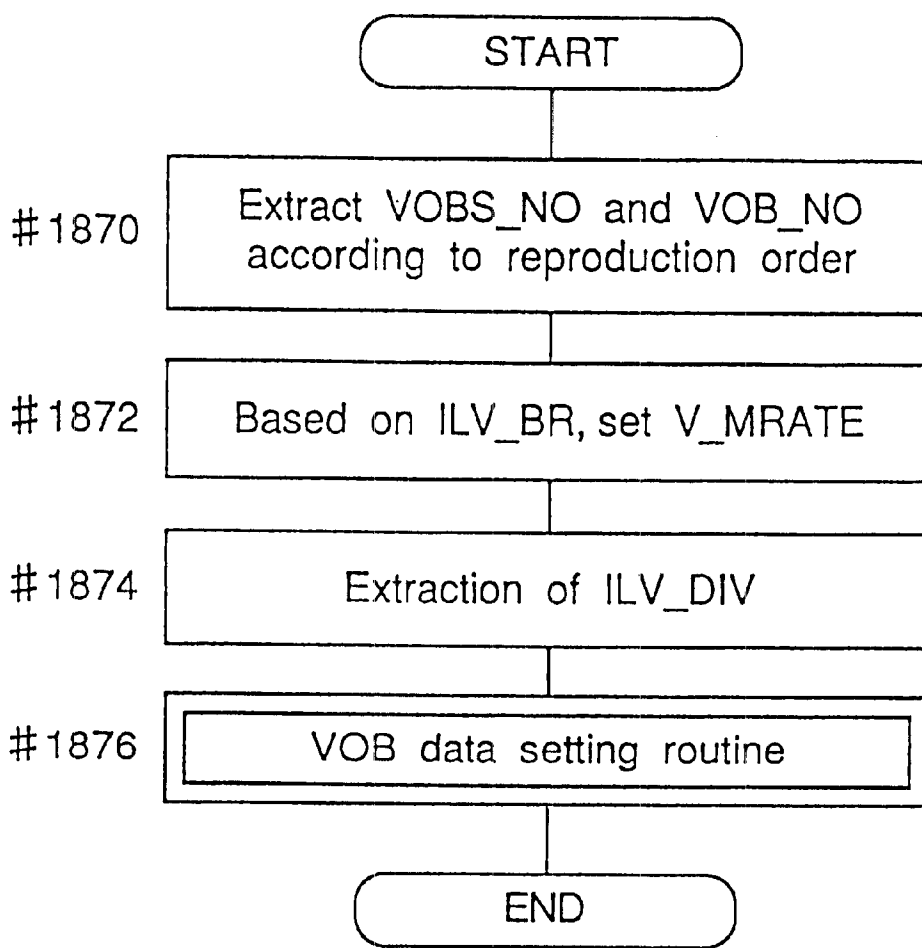 START
#1870
Extract VOBS_NO and VOB_NO
according to reproduction order
#1872
Based on ILV_BR, set V_MRATE
#1874
Extraction of ILV_DIV
#1876
VOB data setting routine
END